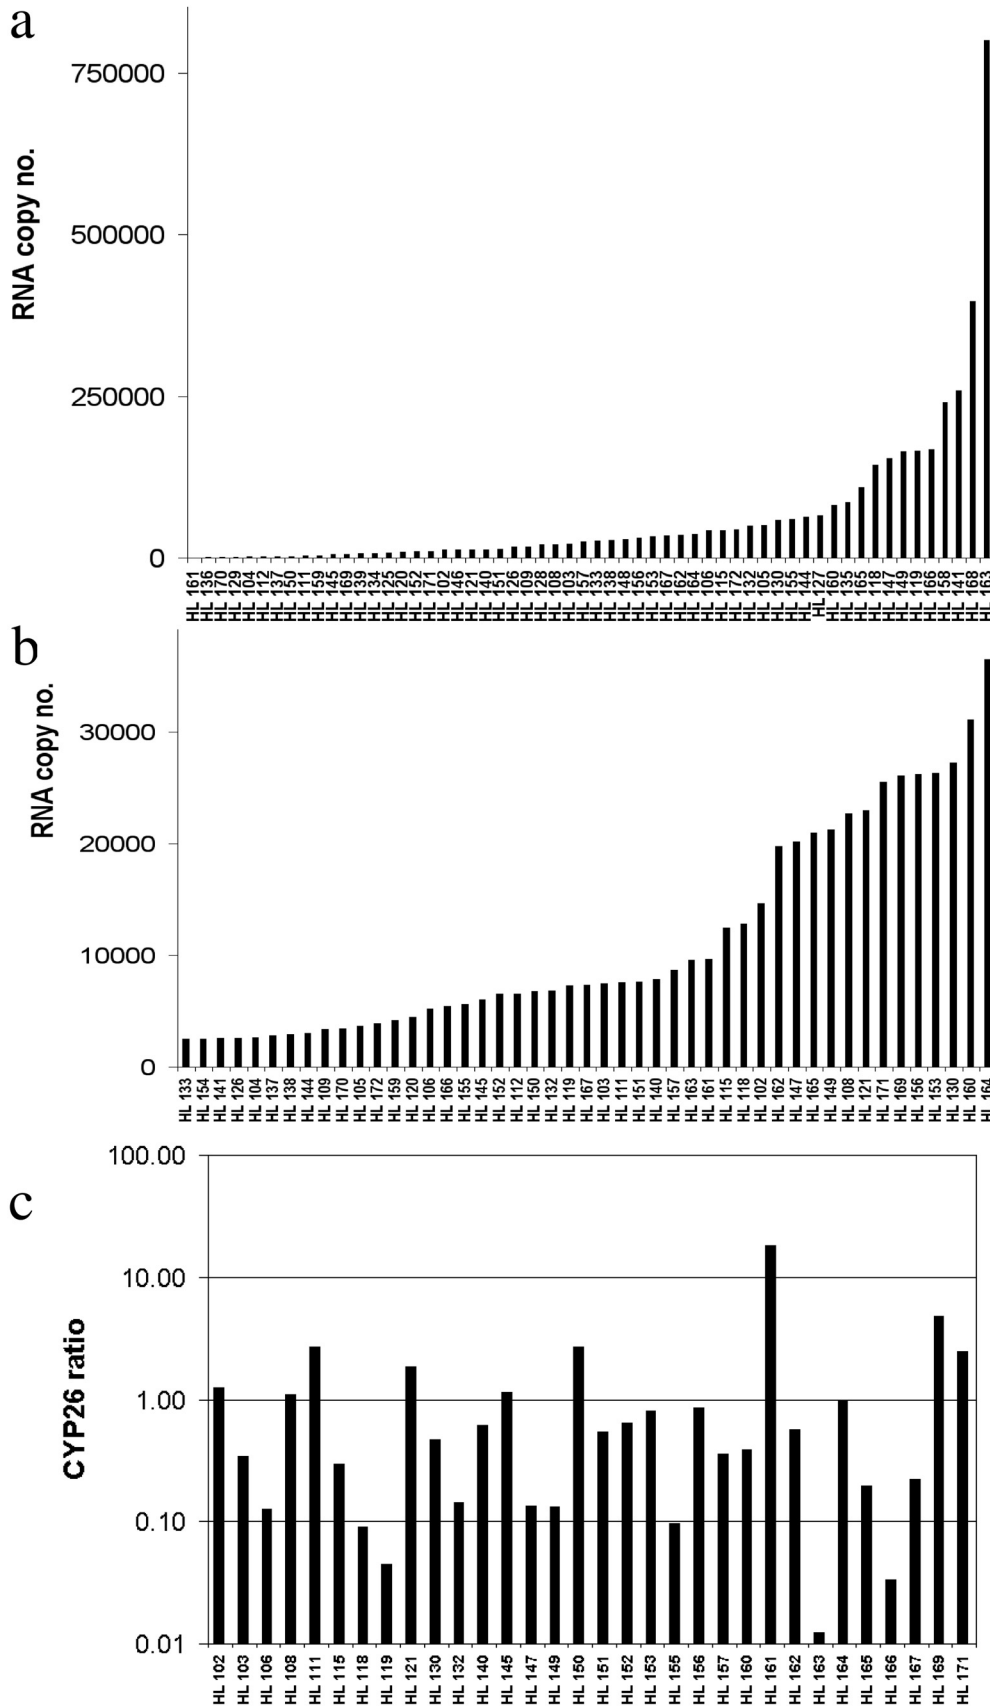 a
RNA copy no.
750000
500000
250000
0
HL 161
HL 136
HL 170
HL 129
HL 104
HL 112
HL 137
HL 150
HL 111
HL 159
HL 145
HL 169
HL 139
HL 134
HL 125
HL 120
HL 152
HL 171
HL 102
HL 146
HL 121
HL 140
HL 151
HL 126
HL 109
HL 128
HL 108
HL 103
HL 157
HL 133
HL 138
HL 148
HL 156
HL 153
HL 167
HL 162
HL 164
HL 106
HL 115
HL 172
HL 132
HL 105
HL 130
HL 155
HL 144
HL 127
HL 160
HL 135
HL 165
HL 118
HL 147
HL 149
HL 119
HL 166
HL 158
HL 141
HL 168
HL 163
b
RNA copy no.
30000
20000
10000
0
HL 133
HL 154
HL 141
HL 126
HL 104
HL 137
HL 138
HL 144
HL 109
HL 170
HL 105
HL 172
HL 159
HL 120
HL 106
HL 166
HL 155
HL 145
HL 152
HL 112
HL 150
HL 132
HL 119
HL 167
HL 103
HL 111
HL 151
HL 140
HL 157
HL 163
HL 161
HL 115
HL 118
HL 102
HL 162
HL 147
HL 165
HL 149
HL 108
HL 121
HL 171
HL 169
HL 156
HL 153
HL 130
HL 160
HL 164
c
CYP26 ratio
100.00
10.00
1.00
0.10
0.01
HL 102
HL 103
HL 106
HL 108
HL 111
HL 115
HL 118
HL 119
HL 121
HL 130
HL 132
HL 140
HL 145
HL 147
HL 149
HL 150
HL 151
HL 152
HL 153
HL 155
HL 156
HL 157
HL 160
HL 161
HL 162
HL 163
HL 164
HL 165
HL 166
HL 167
HL 169
HL 171